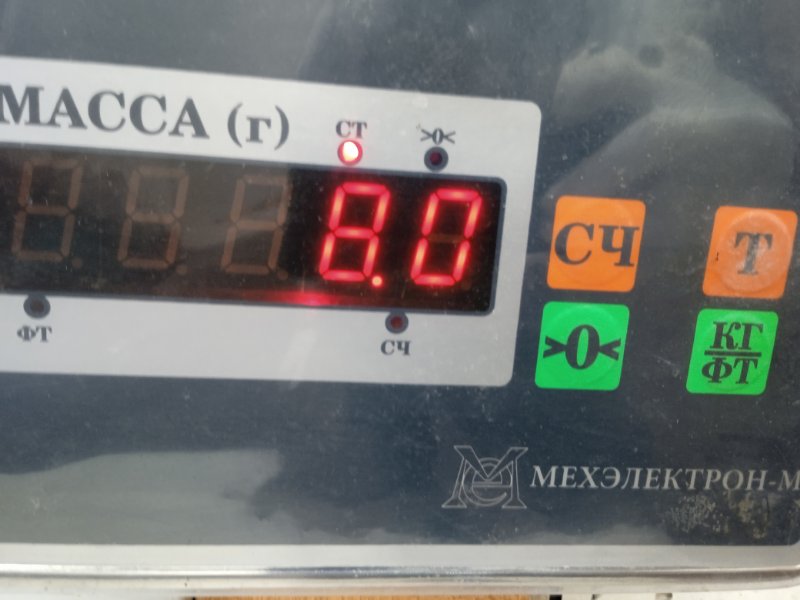 МАССА (г)
СТ
>0<
8.0
ФТ
СЧ
СЧ
Т
>0<
КГ
ФТ
МЕХЭЛЕКТРОН-М